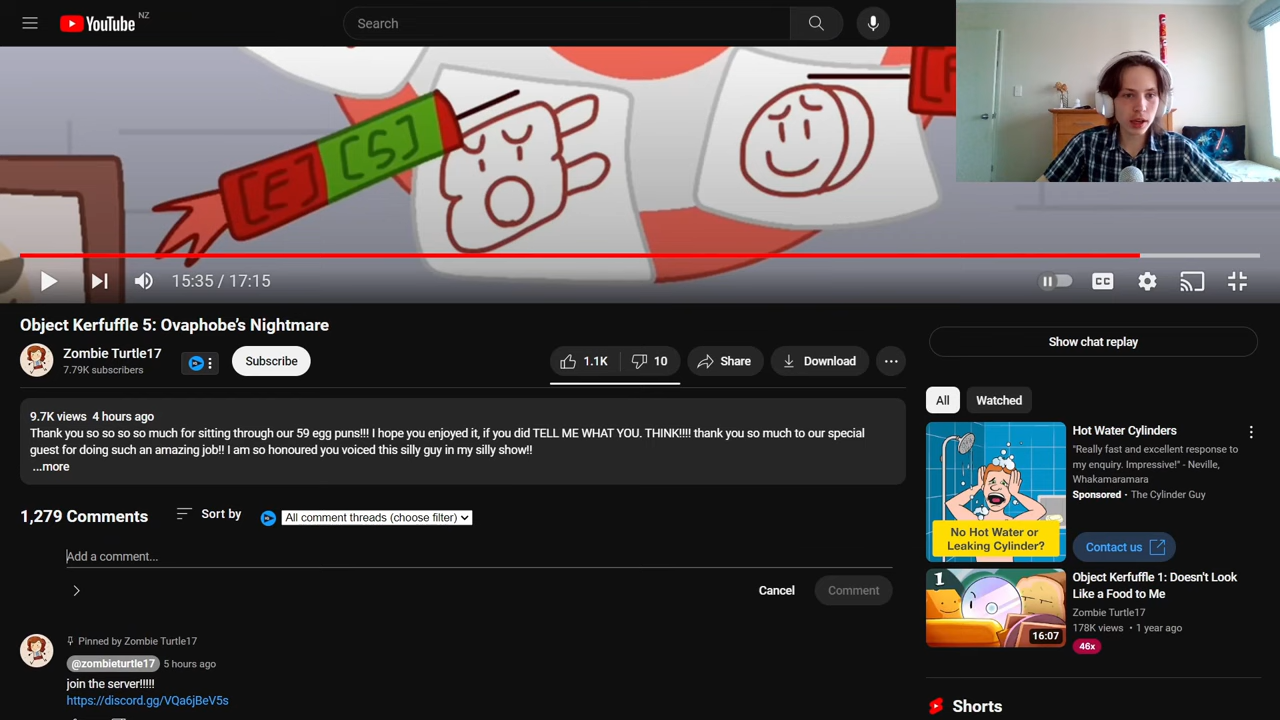 YouTube NZ
Search
[E] [S]
15:35 / 17:15
CC
Object Kerfuffle 5: Ovaphobe’s Nightmare
Zombie Turtle17
7.79K subscribers
Subscribe
1.1K
10
Share
Download
Show chat replay
All
Watched
9.7K views 4 hours ago
Thank you so so so so much for sitting through our 59 egg puns!!! I hope you enjoyed it, if you did TELL ME WHAT YOU. THINK!!!! thank you so much to our special
guest for doing such an amazing job!! I am so honoured you voiced this silly guy in my silly show!!
...more
1,279 Comments
Sort by
All comment threads (choose filter)
Add a comment...
Cancel
Comment
Pinned by Zombie Turtle17
@zombieturtle17 5 hours ago
join the server!!!!!
https://discord.gg/VQa6jBeV5s
No Hot Water or
Leaking Cylinder?
Hot Water Cylinders
"Really fast and excellent response to
my enquiry. Impressive!" - Neville,
Whakamaramara
Sponsored · The Cylinder Guy
Contact us
1
16:07
Object Kerfuffle 1: Doesn't Look
Like a Food to Me
Zombie Turtle17
178K views • 1 year ago
46x
Shorts